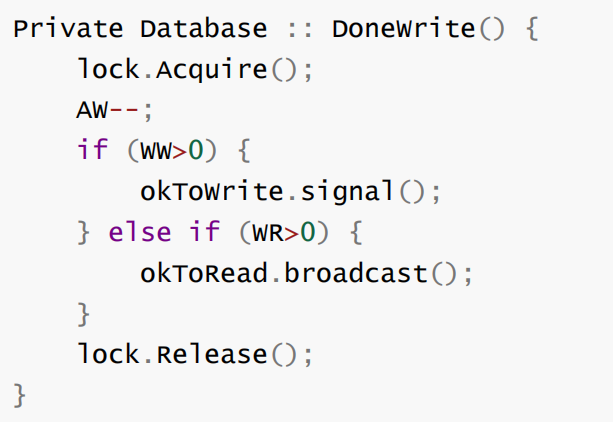 Private Database :: DoneWrite() {
    lock.Acquire();
    AW--;
    if (WW>0) {
        okToWrite.signal();
    } else if (WR>0) {
        okToRead.broadcast();
    }
    lock.Release();
}